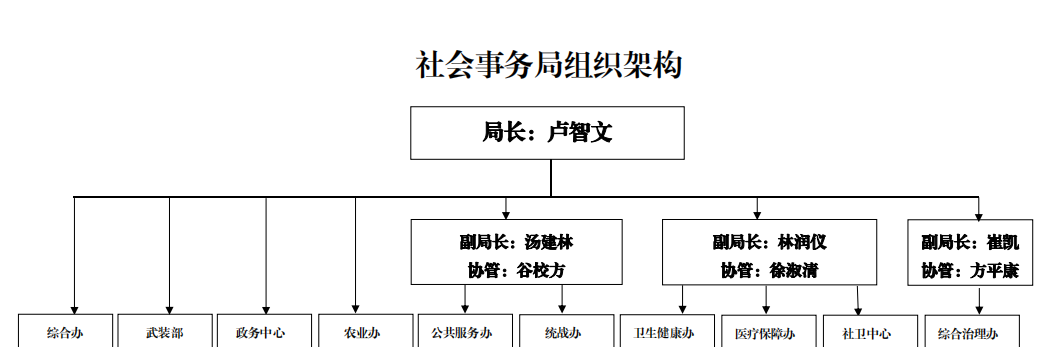 社会事务局组织架构
局长：卢智文
副局长：汤建林
协管：谷校方
副局长：林润仪
协管：徐淑清
副局长：崔凯
协管：方平康
综合办
武装部
政务中心
农业办
公共服务办
统战办
卫生健康办
医疗保障办
社卫中心
综合治理办